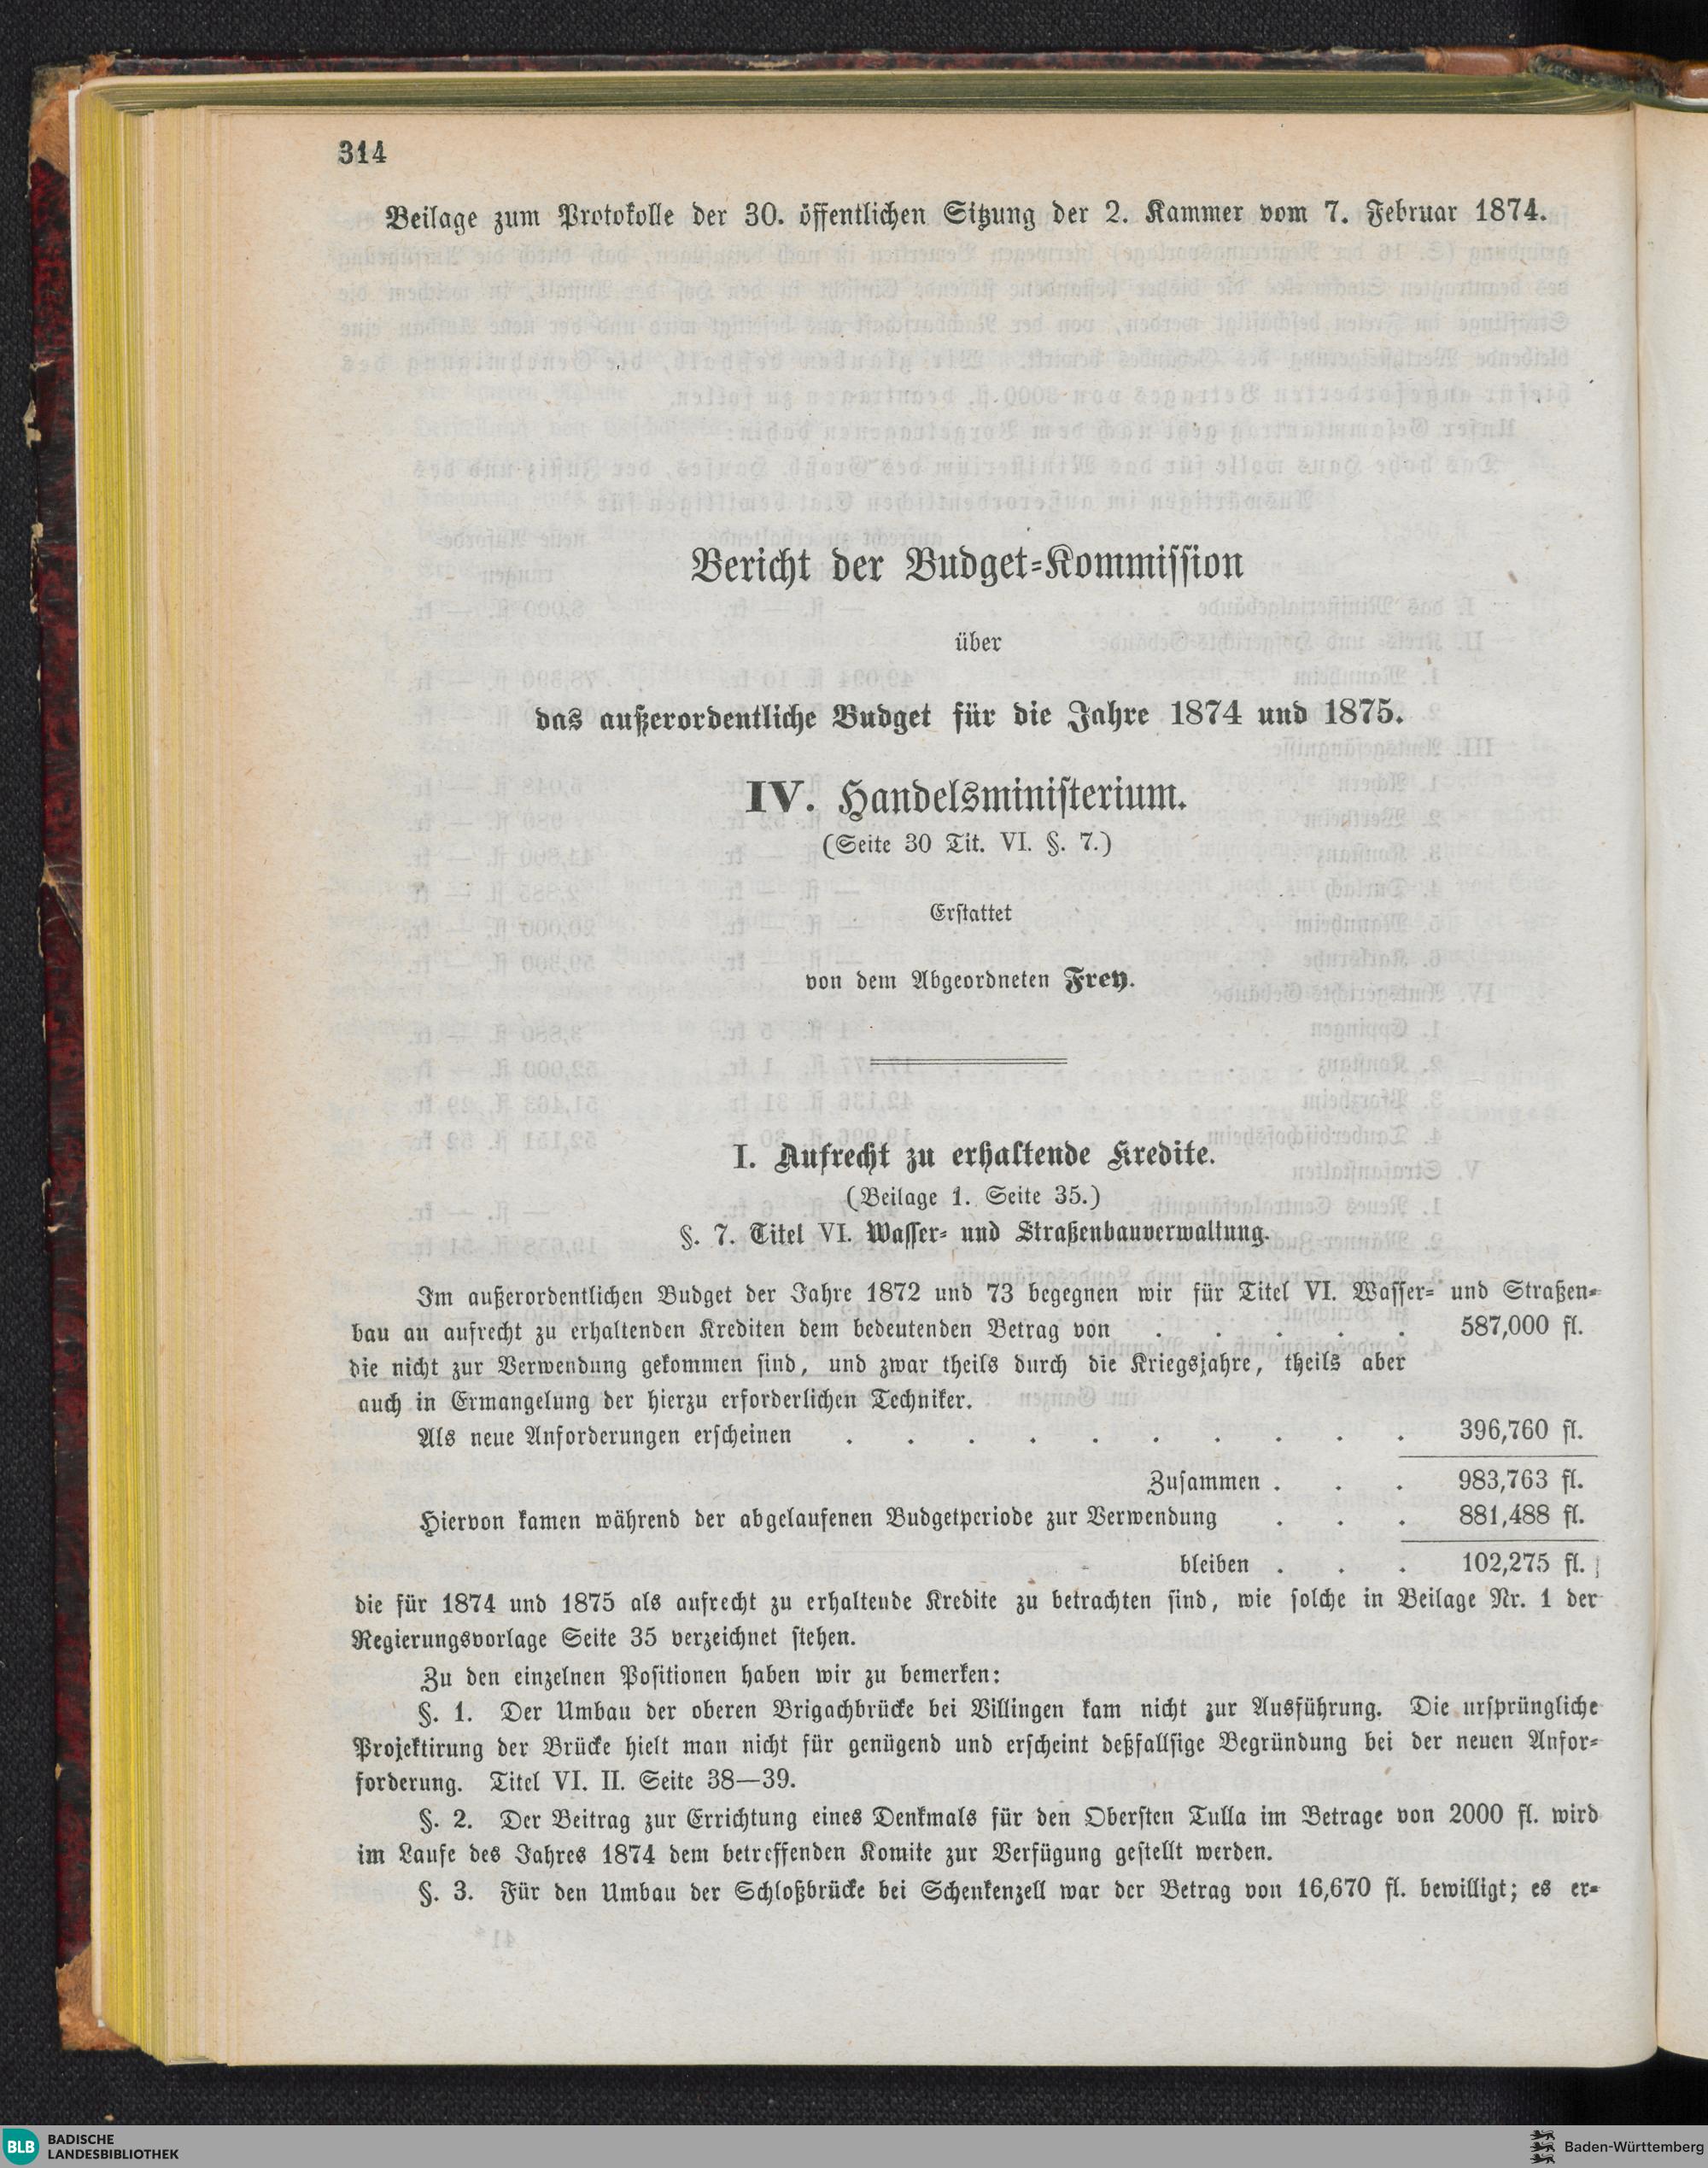 314
Beilage zum Protokolle der 30. öffentlichen Sitzung der 2. Kammer vom 7. Februar 1874.
Bericht der Budget-Kommission
über
das außerordentliche Budget für die Jahre 1874 und 1875.
IV. Handelsministerium.
(Seite 30 Tit. VI. §. 7.)
Erstattet
von dem Abgeordneten Frey.
I. Aufrecht zu erhaltende Kredite.
(Beilage 1. Seite 35.)
§. 7. Titel VI. Wasser- und Straßenbauverwaltung.
Im außerordentlichen Budget der Jahre 1872 und 73 begegnen wir für Titel VI. Wasser- und Straßen-
bau an aufrecht zu erhaltenden Krediten dem bedeutenden Betrag von . . . . . 587,000 fl.
die nicht zur Verwendung gekommen sind, und zwar theils durch die Kriegsjahre, theils aber
auch in Ermangelung der hierzu erforderlichen Techniker.
Als neue Anforderungen erscheinen . . . . . . . . . . 396,760 fl.
Zusammen . . . 983,763 fl.
Hiervon kamen während der abgelaufenen Budgetperiode zur Verwendung . . . 881,488 fl.
bleiben . . . 102,275 fl.
die für 1874 und 1875 als aufrecht zu erhaltende Kredite zu betrachten sind, wie solche in Beilage Nr. 1 der
Regierungsvorlage Seite 35 verzeichnet stehen.
Zu den einzelnen Positionen haben wir zu bemerken:
§. 1. Der Umbau der oberen Brigachbrücke bei Villingen kam nicht zur Ausführung. Die ursprüngliche
Projektirung der Brücke hielt man nicht für genügend und erscheint deßfallsige Begründung bei der neuen Anfor-
forderung. Titel VI. II. Seite 38—39.
§. 2. Der Beitrag zur Errichtung eines Denkmals für den Obersten Tulla im Betrage von 2000 fl. wird
im Laufe des Jahres 1874 dem betreffenden Komite zur Verfügung gestellt werden.
§. 3. Für den Umbau der Schloßbrücke bei Schenkenzell war der Betrag von 16,670 fl. bewilligt; es er-
BLB BADISCHE
LANDESBIBLIOTHEK
Baden-Württemberg